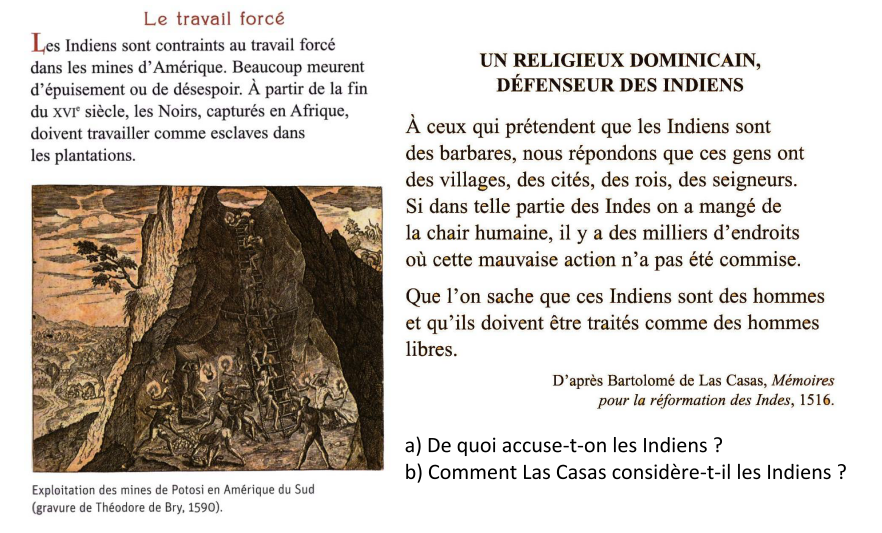 Le travail forcé
Les Indiens sont contraints au travail forcé
dans les mines d'Amérique. Beaucoup meurent
d'épuisement ou de désespoir. À partir de la fin
du XVIe siècle, les Noirs, capturés en Afrique,
doivent travailler comme esclaves dans
les plantations.
Exploitation des mines de Potosi en Amérique du Sud
(gravure de Théodore de Bry, 1590).
UN RELIGIEUX DOMINICAIN,
DÉFENSEUR DES INDIENS
À ceux qui prétendent que les Indiens sont
des barbares, nous répondons que ces gens ont
des villages, des cités, des rois, des seigneurs.
Si dans telle partie des Indes on a mangé de
la chair humaine, il y a des milliers d'endroits
où cette mauvaise action n'a pas été commise.
Que l'on sache que ces Indiens sont des hommes
et qu'ils doivent être traités comme des hommes
libres.
D'après Bartolomé de Las Casas, Mémoires
pour la réformation des Indes, 1516.
a) De quoi accuse-t-on les Indiens ?
b) Comment Las Casas considère-t-il les Indiens ?